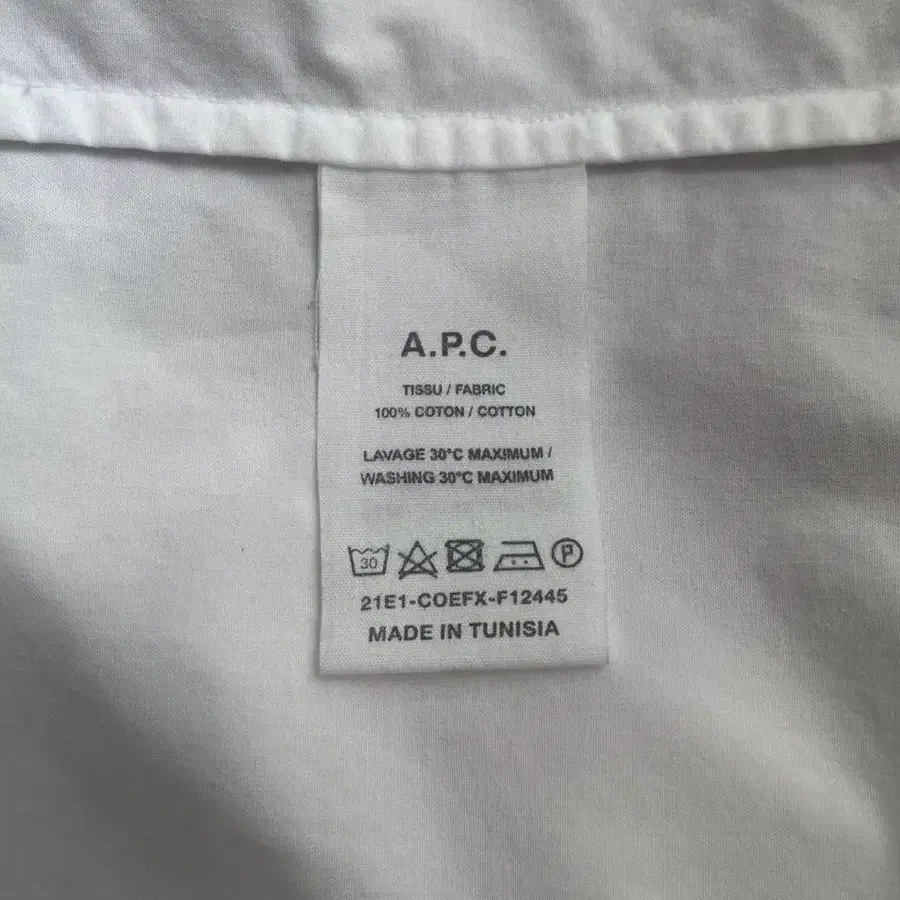 A.P.C.
TISSU / FABRIC
100% COTON / COTTON
LAVAGE 30°C MAXIMUM /
WASHING 30°C MAXIMUM
30 P
21E1-COEFX-F12445
MADE IN TUNISIA